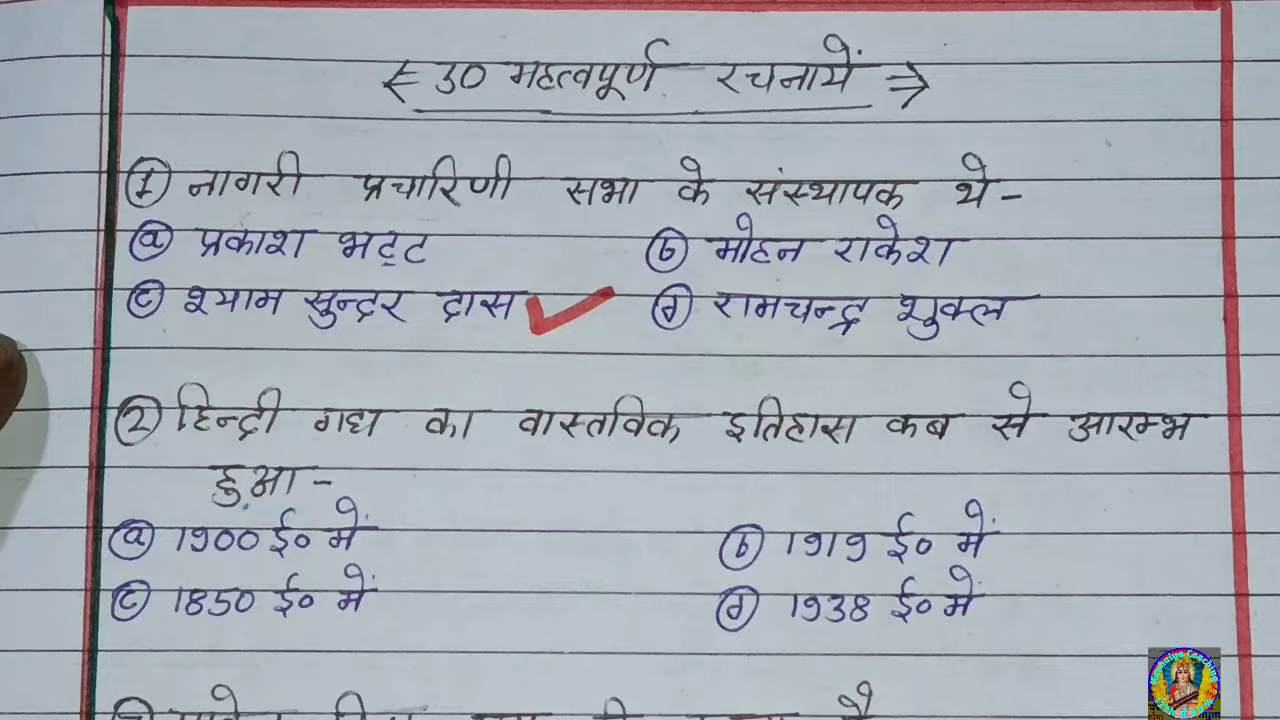 ← 30 महत्वपूर्ण रचनायें ⇒
① नागरी प्रचारिणी सभा के संस्थापक थे -
ⓐ प्रकाश भट्ट ⓑ मोहन राकेश
ⓒ श्याम सुन्दर दास ✓ ⓓ रामचन्द्र शुक्ल
② हिन्दी गद्य का वास्तविक इतिहास कब से आरम्भ
हुआ -
ⓐ 1900 ई० में ⓑ 1919 ई० में
ⓒ 1850 ई० में ⓓ 1938 ई० में